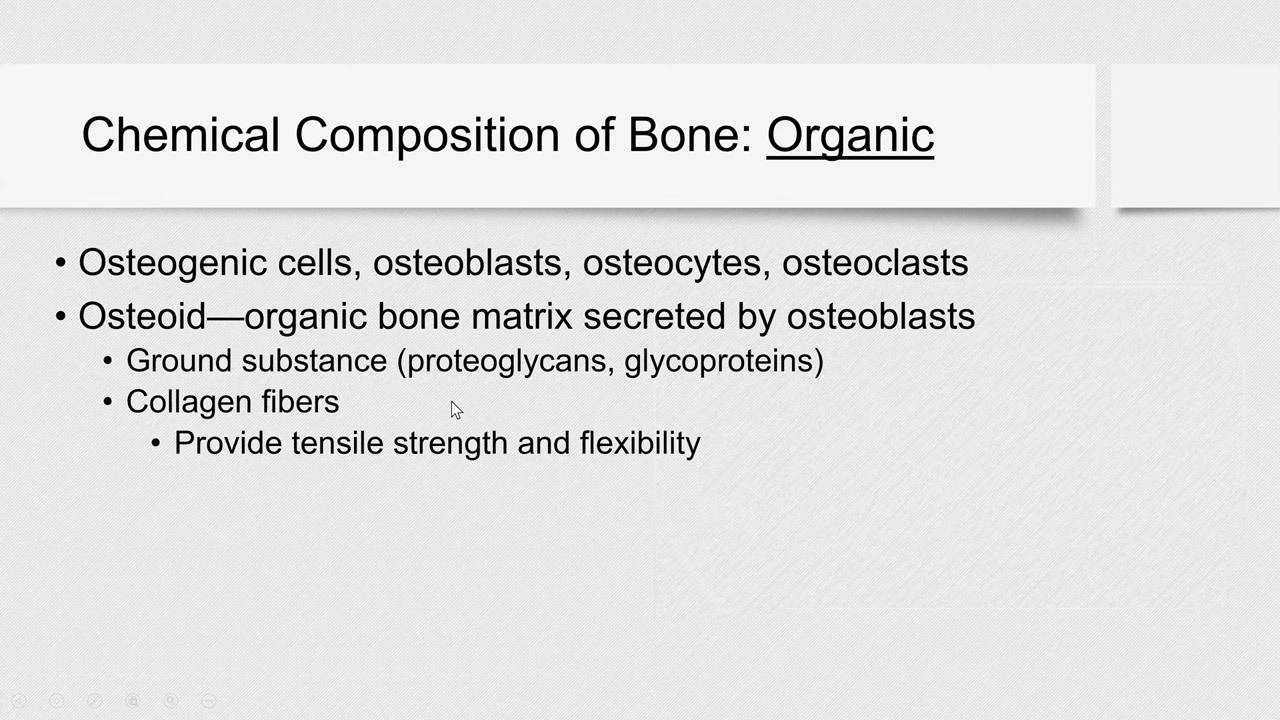 Chemical Composition of Bone: Organic
• Osteogenic cells, osteoblasts, osteocytes, osteoclasts
• Osteoid—organic bone matrix secreted by osteoblasts
• Ground substance (proteoglycans, glycoproteins)
• Collagen fibers
• Provide tensile strength and flexibility